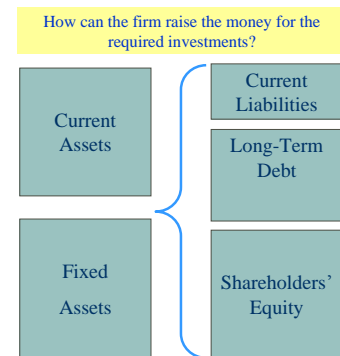 How can the firm raise the money for the
required investments?
Current
Assets
Fixed
Assets
Current
Liabilities
Long-Term
Debt
Shareholders’
Equity